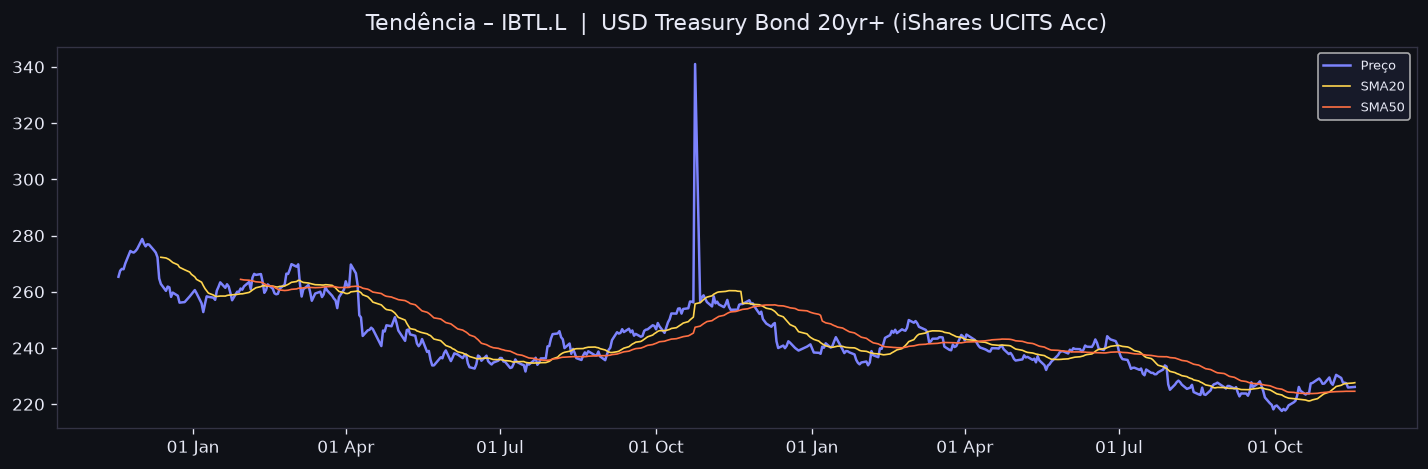 Tendência – IBTL.L | USD Treasury Bond 20yr+ (iShares UCITS Acc)
Preço
SMA20
SMA50
340
320
300
280
260
240
220
01 Jan
01 Apr
01 Jul
01 Oct
01 Jan
01 Apr
01 Jul
01 Oct